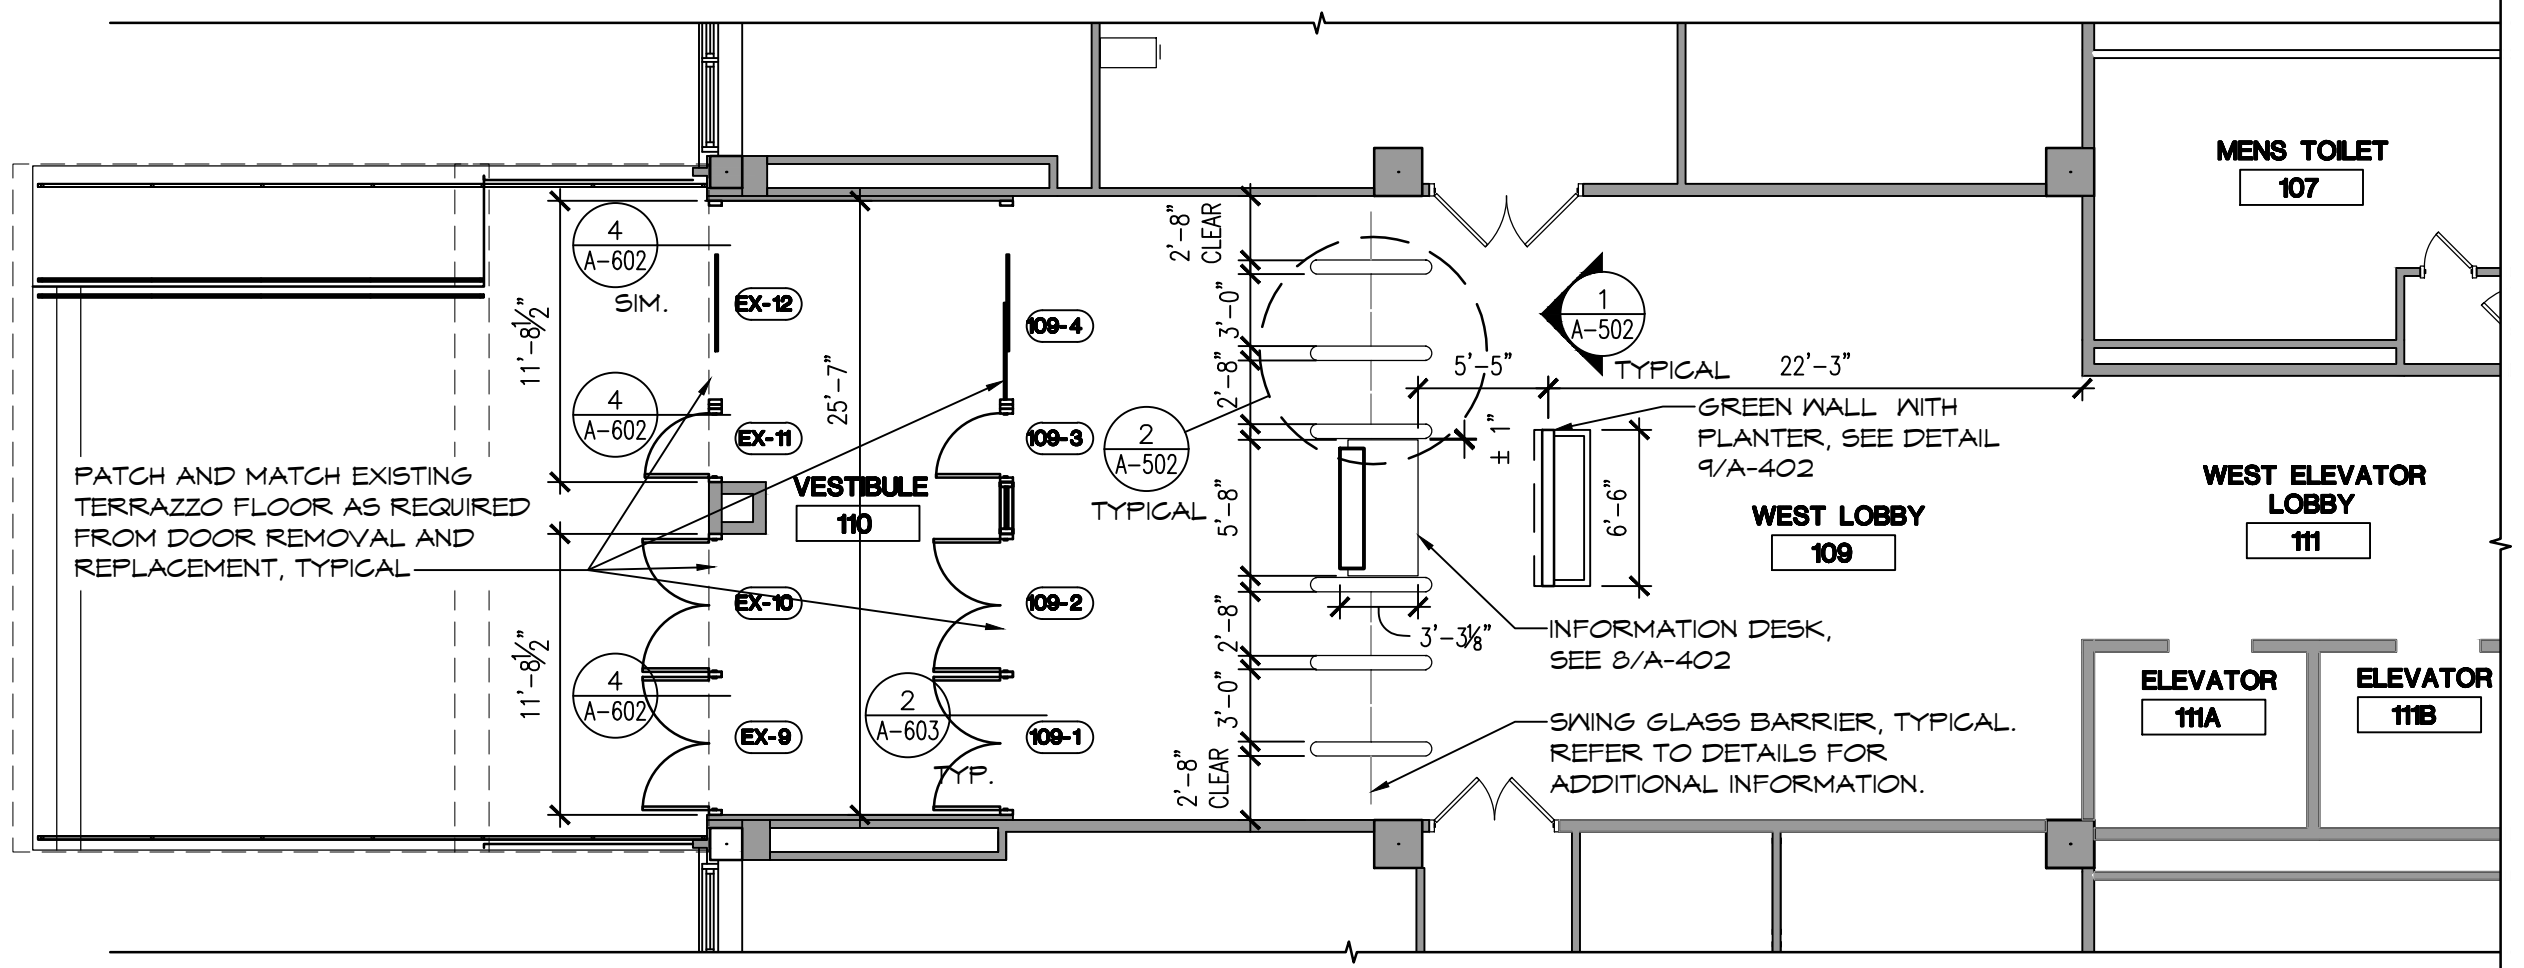 MENS TOILET
107
4
A-602
SIM.
EX-12
109-4
2'-8"
CLEAR
3'-0"
2'-8"
5'-8"
2'-8"
3'-0"
2'-8"
CLEAR
1
A-502
TYPICAL
5'-5"
22'-3"
± 1"
11'-8½"
25'-7"
4
A-602
EX-11
109-3
2
A-502
TYPICAL
GREEN WALL WITH
PLANTER, SEE DETAIL
9/A-402
6'-6"
PATCH AND MATCH EXISTING
TERRAZZO FLOOR AS REQUIRED
FROM DOOR REMOVAL AND
REPLACEMENT, TYPICAL
VESTIBULE
110
WEST LOBBY
109
WEST ELEVATOR
LOBBY
111
EX-10
109-2
3'-3⅛"
INFORMATION DESK,
SEE 8/A-402
11'-8½"
4
A-602
EX-9
2
A-603
TYP.
109-1
SWING GLASS BARRIER, TYPICAL.
REFER TO DETAILS FOR
ADDITIONAL INFORMATION.
ELEVATOR
111A
ELEVATOR
111B